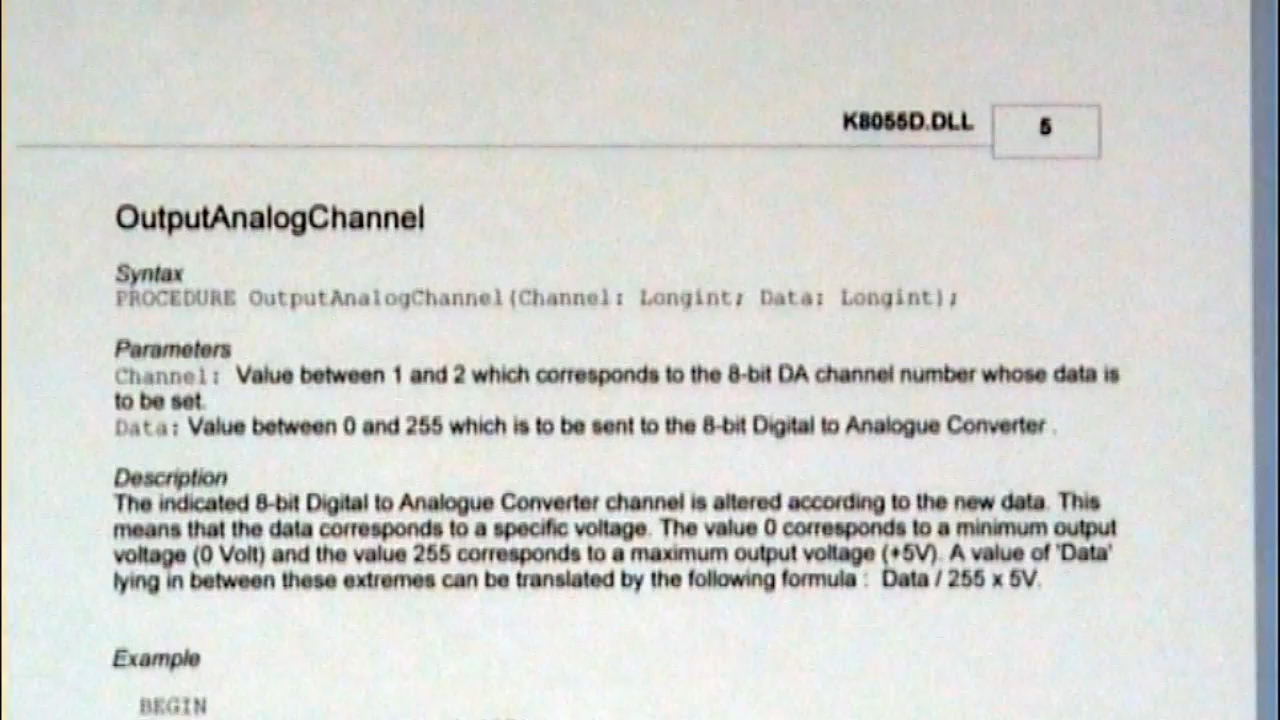 K8055D.DLL 5
OutputAnalogChannel
Syntax
PROCEDURE OutputAnalogChannel(Channel: Longint; Data: Longint);
Parameters
Channel: Value between 1 and 2 which corresponds to the 8-bit DA channel number whose data is
to be set.
Data: Value between 0 and 255 which is to be sent to the 8-bit Digital to Analogue Converter .
Description
The indicated 8-bit Digital to Analogue Converter channel is altered according to the new data. This
means that the data corresponds to a specific voltage. The value 0 corresponds to a minimum output
voltage (0 Volt) and the value 255 corresponds to a maximum output voltage (+5V). A value of 'Data'
lying in between these extremes can be translated by the following formula : Data / 255 x 5V.
Example
BEGIN